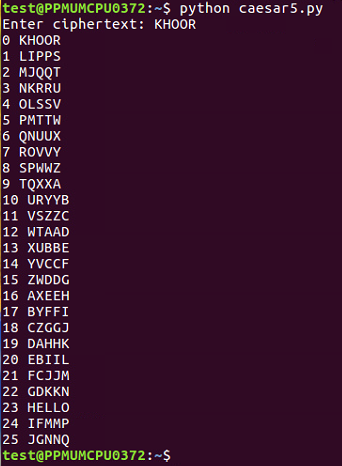 test@PPMUMCPU0372:~$ python caesar5.py
Enter ciphertext: KHOOR
0 KHOOR
1 LIPPS
2 MJQQT
3 NKRRU
4 OLSSV
5 PMTTW
6 QNUUX
7 ROVVY
8 SPWWZ
9 TQXXA
10 URYYB
11 VSZZC
12 WTAAD
13 XUBBE
14 YVCCF
15 ZWDDG
16 AXEEH
17 BYFFI
18 CZGGJ
19 DAHHK
20 EBIIL
21 FCJJM
22 GDKKN
23 HELLO
24 IFMMP
25 JGNNQ
test@PPMUMCPU0372:~$